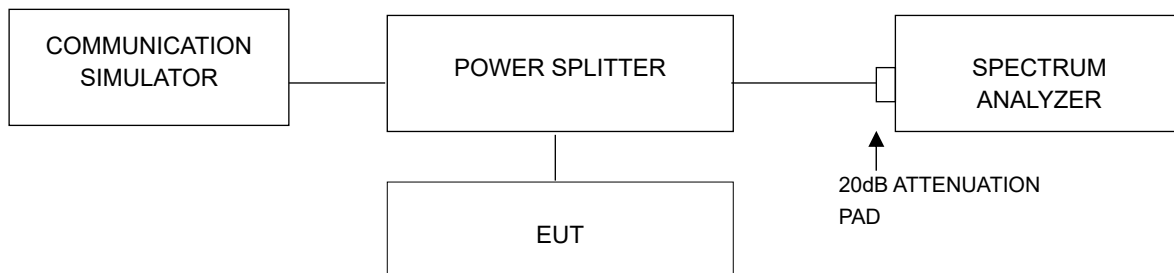 COMMUNICATION
SIMULATOR
POWER SPLITTER
SPECTRUM
ANALYZER
20dB ATTENUATION
PAD
EUT